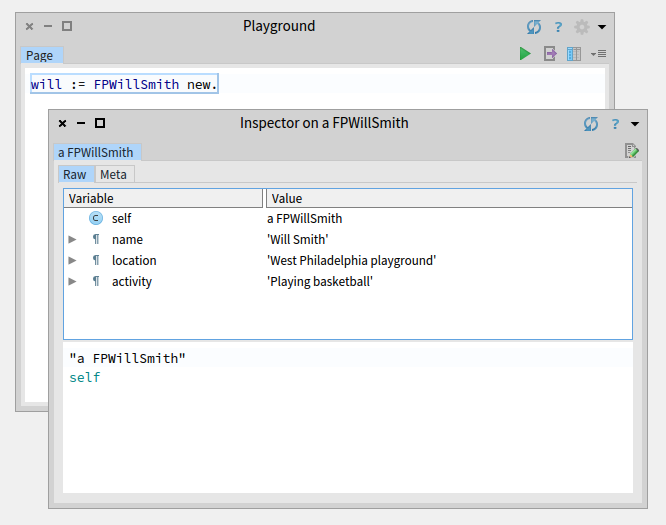 Playground
?
Page
will := FPWillSmith new.
Inspector on a FPWillSmith
?
a FPWillSmith
Raw Meta
Variable Value
C self a FPWillSmith
¶ name 'Will Smith'
¶ location 'West Philadelphia playground'
¶ activity 'Playing basketball'
"a FPWillSmith"
self